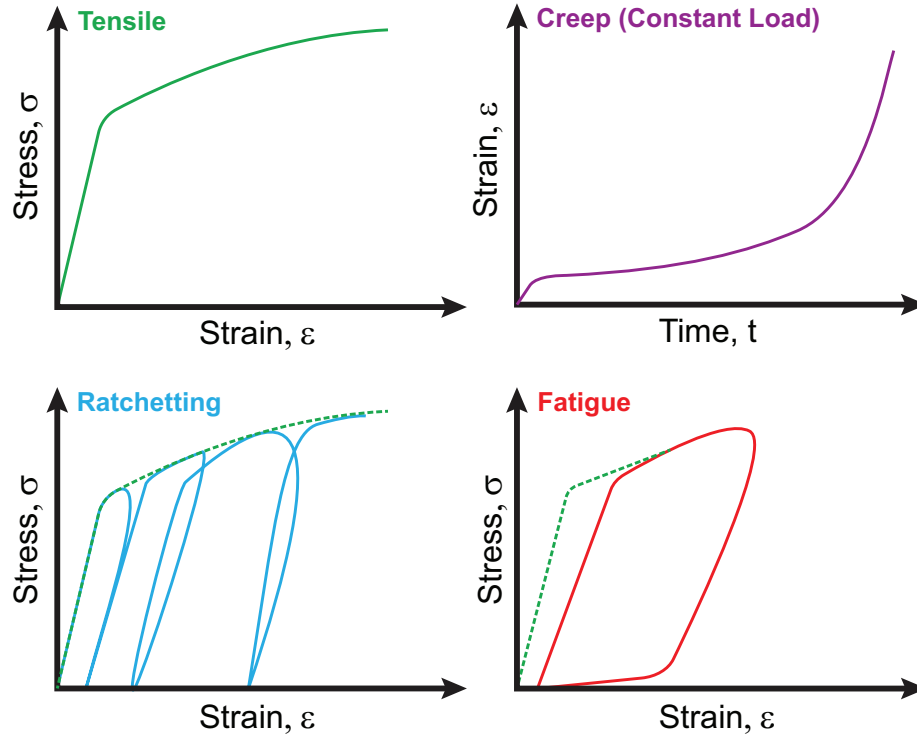 Tensile
Stress, σ
Strain, ε
Creep (Constant Load)
Strain, ε
Time, t
Ratchetting
Stress, σ
Strain, ε
Fatigue
Stress, σ
Strain, ε